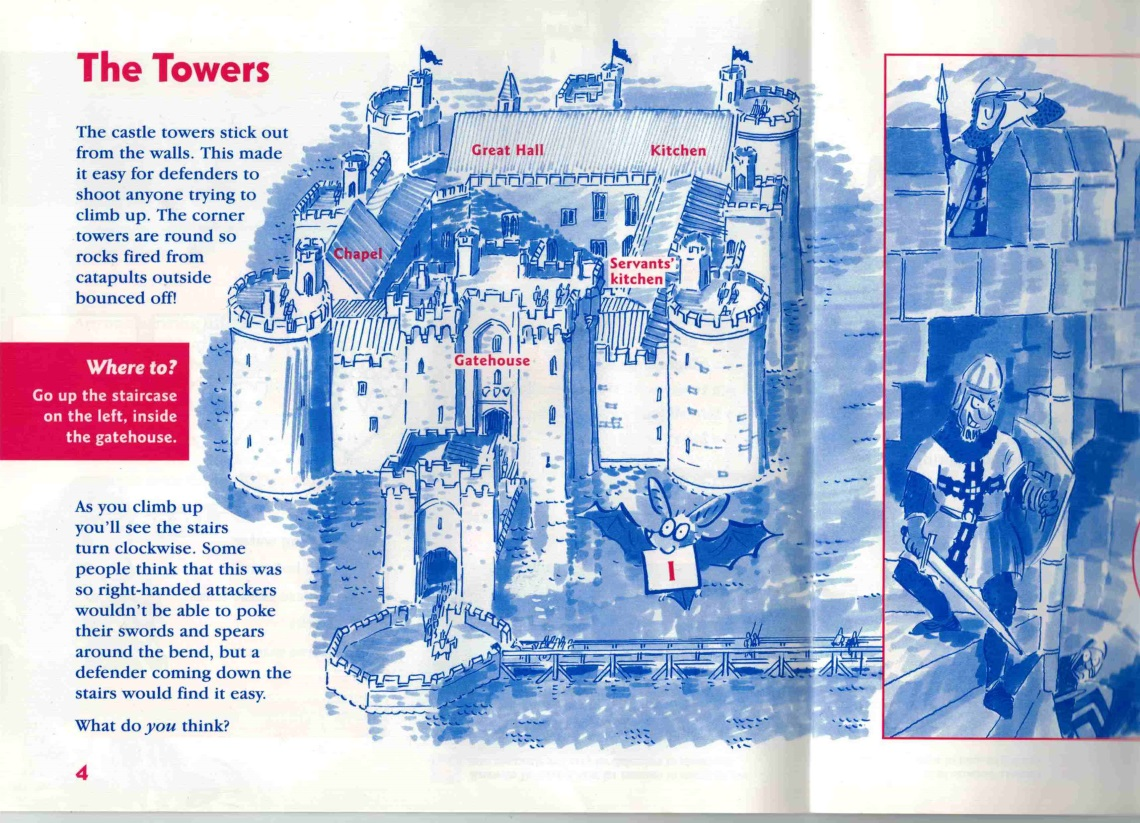 The Towers
The castle towers stick out
from the walls. This made
it easy for defenders to
shoot anyone trying to
climb up. The corner
towers are round so
rocks fired from
catapults outside
bounced off!
Where to?
Go up the staircase
on the left, inside
the gatehouse.
As you climb up
you'll see the stairs
turn clockwise. Some
people think that this was
so right-handed attackers
wouldn't be able to poke
their swords and spears
around the bend, but a
defender coming down the
stairs would find it easy.
What do you think?
4
Great Hall
Kitchen
Chapel
Servants'
kitchen
Gatehouse
1